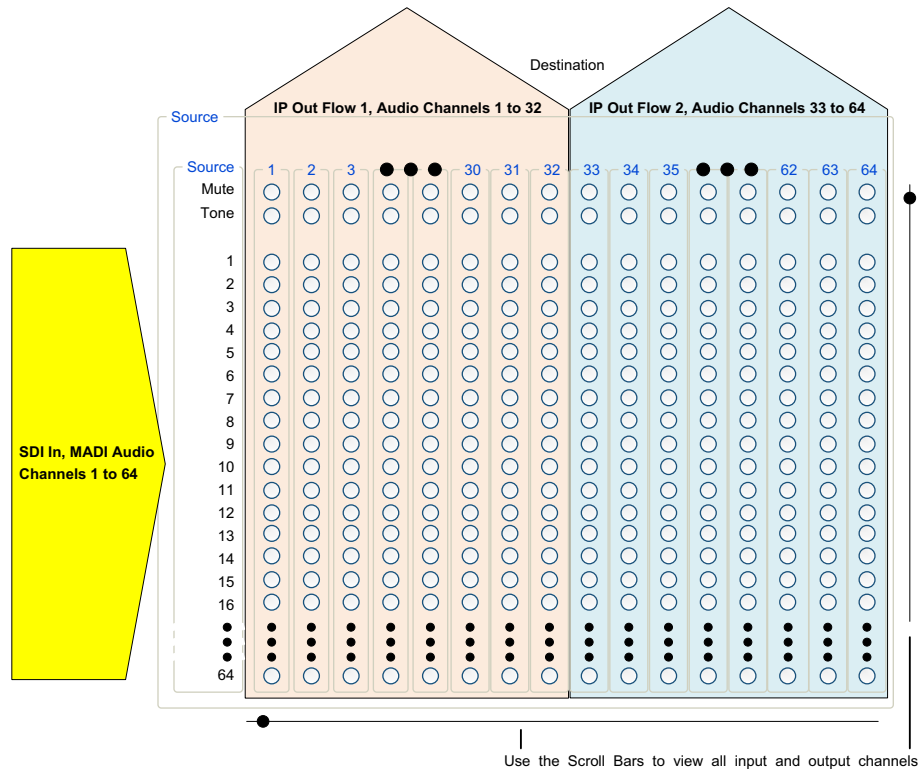 Destination
IP Out Flow 1, Audio Channels 1 to 32
IP Out Flow 2, Audio Channels 33 to 64
Source
Source 1 2 3 30 31 32 33 34 35 62 63 64
Mute
Tone
1
2
3
4
5
6
7
8
9
10
11
12
13
14
15
16
64
SDI In, MADI Audio
Channels 1 to 64
Use the Scroll Bars to view all input and output channels